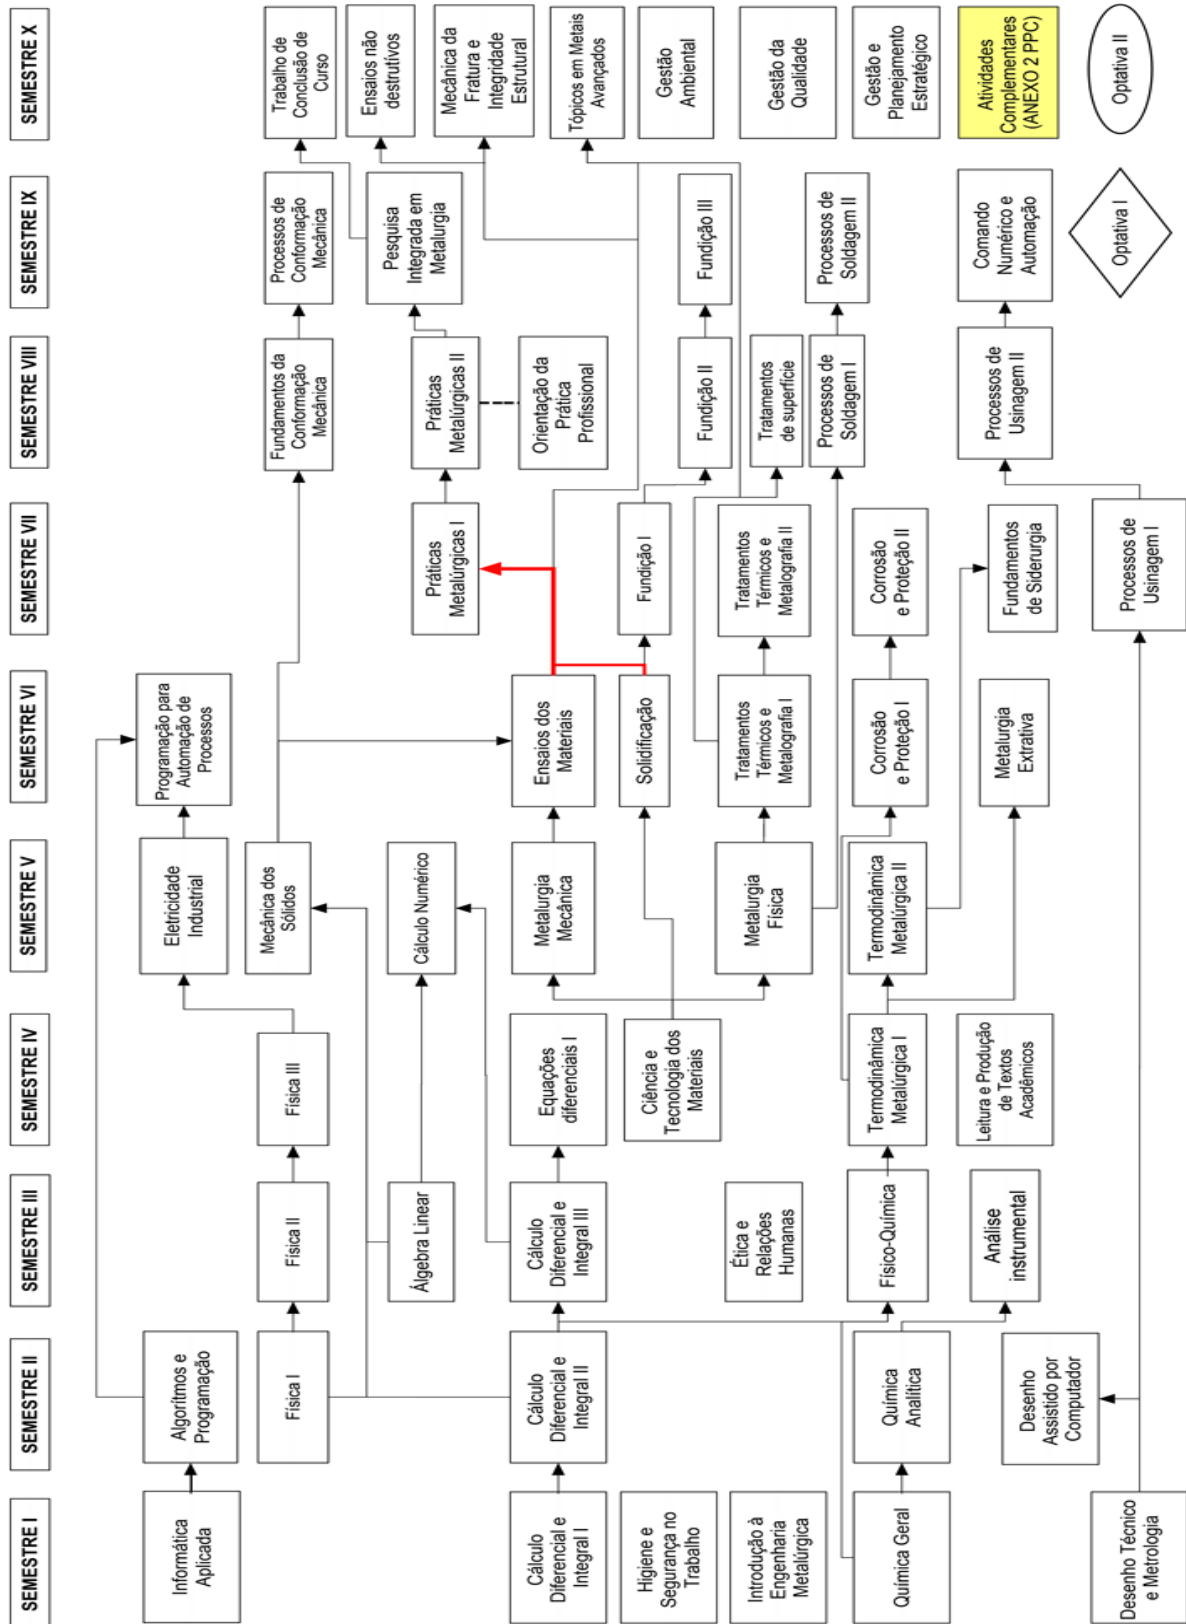 SEMESTRE I
Informática
Aplicada
Cálculo
Diferencial e
Integral I
Higiene e
Segurança no
Trabalho
Introdução à
Engenharia
Metalúrgica
Química Geral
Desenho Técnico
e Metrologia
SEMESTRE II
Algoritmos e
Programação
Física I
Cálculo
Diferencial e
Integral II
Química
Analítica
Desenho
Assistido por
Computador
SEMESTRE III
Física II
Álgebra Linear
Cálculo
Diferencial e
Integral III
Ética e
Relações
Humanas
Físico-Química
Análise
instrumental
SEMESTRE IV
Física III
Equações
diferenciais I
Ciência e
Tecnologia dos
Materiais
Termodinâmica
Metalúrgica I
Leitura e Produção
de Textos
Acadêmicos
SEMESTRE V
Eletricidade
Industrial
Mecânica dos
Sólidos
Cálculo Numérico
Metalurgia
Mecânica
Metalurgia
Física
Termodinâmica
Metalúrgica II
SEMESTRE VI
Programação para
Automação de
Processos
Ensaios dos
Materiais
Solidificação
Tratamentos
Térmicos e
Metalografia I
Corrosão
e Proteção I
Metalurgia
Extrativa
SEMESTRE VII
Práticas
Metalúrgicas I
Fundição I
Tratamentos
Térmicos e
Metalografia II
Corrosão
e Proteção II
Fundamentos
de Siderurgia
Processos de
Usinagem I
SEMESTRE VIII
Fundamentos da
Conformação
Mecânica
Práticas
Metalúrgicas II
Orientação da
Prática
Profissional
Fundição II
Tratamentos
de superfície
Processos de
Soldagem I
Processos de
Usinagem II
SEMESTRE IX
Processos de
Conformação
Mecânica
Pesquisa
Integrada em
Metalurgia
Fundição III
Processos de
Soldagem II
Comando
Numérico e
Automação
Optativa I
SEMESTRE X
Trabalho de
Conclusão de
Curso
Ensaios não
destrutivos
Mecânica da
Fratura e
Integridade
Estrutural
Tópicos em Metais
Avançados
Gestão
Ambiental
Gestão da
Qualidade
Gestão e
Planejamento
Estratégico
Atividades
Complementares
(ANEXO 2 PPC)
Optativa II